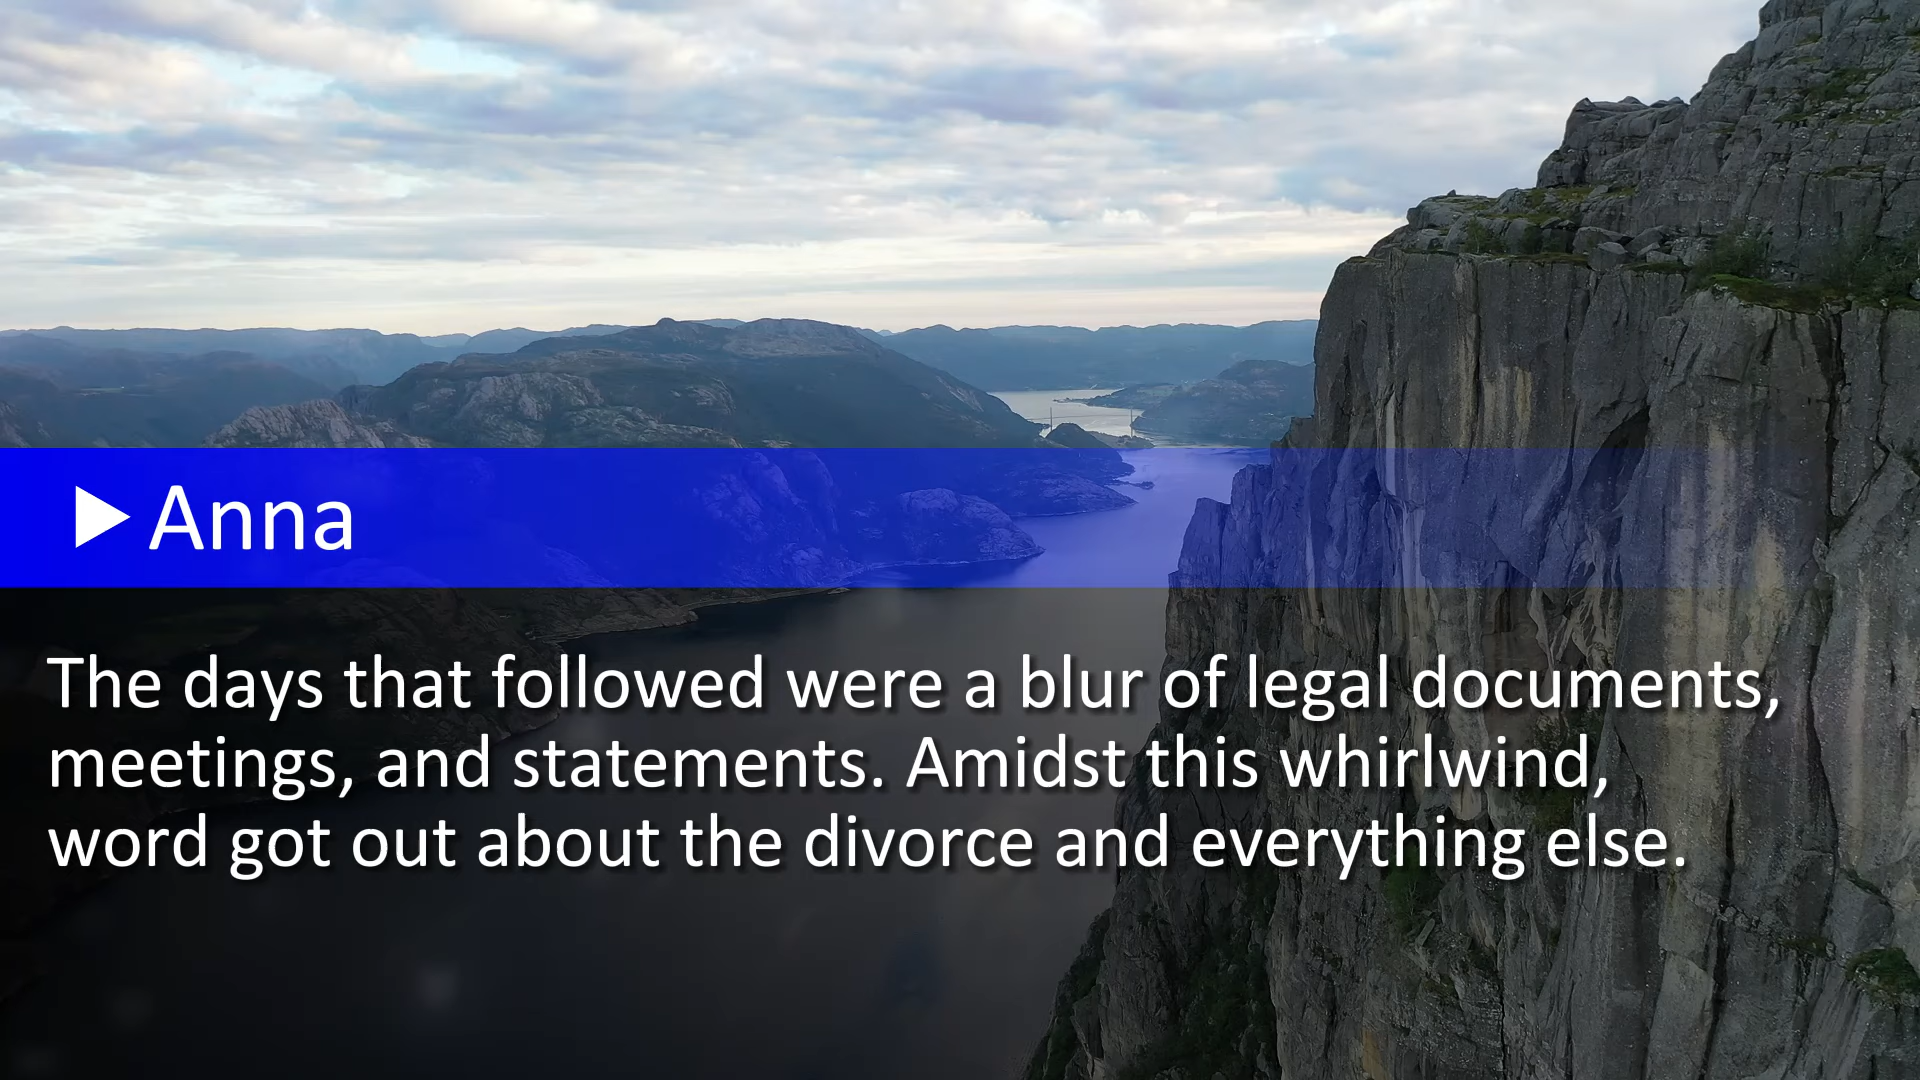 Anna
The days that followed were a blur of legal documents,
meetings, and statements. Amidst this whirlwind,
word got out about the divorce and everything else.